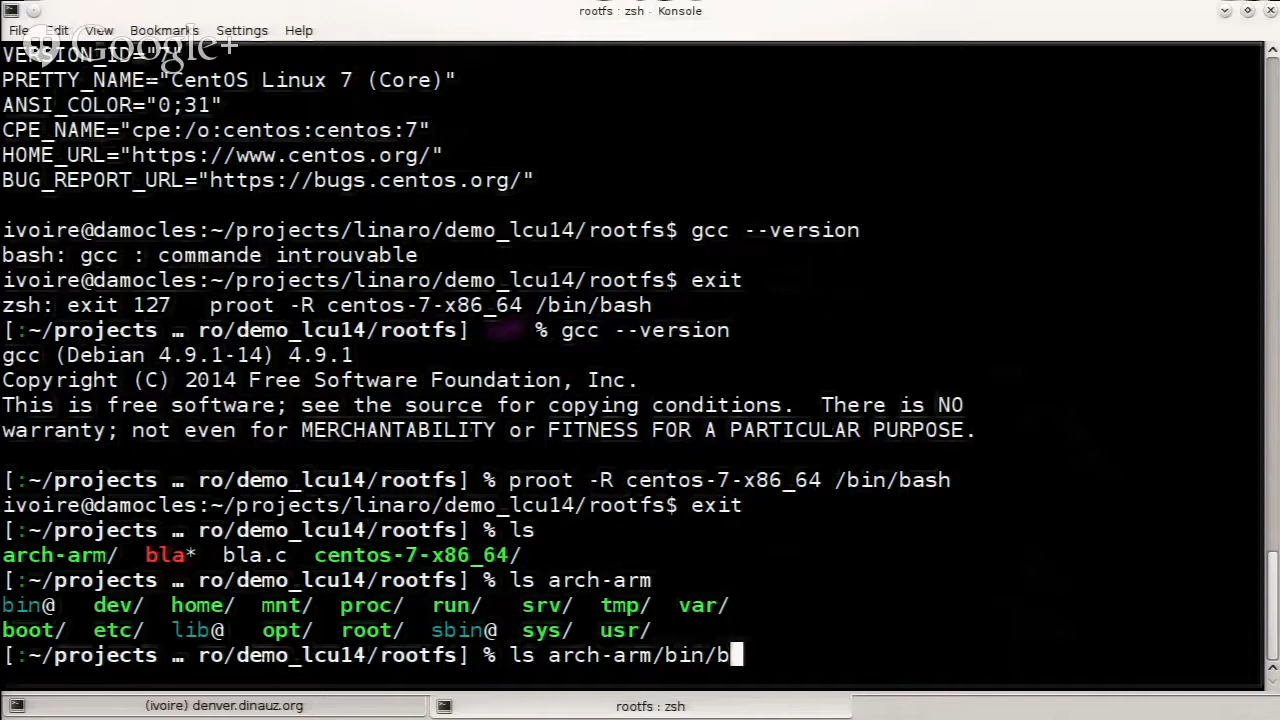 rootfs : zsh - Konsole
File Edit View Bookmarks Settings Help
Google+
VERSION_ID="7"
PRETTY_NAME="CentOS Linux 7 (Core)"
ANSI_COLOR="0;31"
CPE_NAME="cpe:/o:centos:centos:7"
HOME_URL="https://www.centos.org/"
BUG_REPORT_URL="https://bugs.centos.org/"
ivoire@damocles:~/projects/linaro/demo_lcu14/rootfs$ gcc --version
bash: gcc : commande introuvable
ivoire@damocles:~/projects/linaro/demo_lcu14/rootfs$ exit
zsh: exit 127   proot -R centos-7-x86_64 /bin/bash
[:~/projects … ro/demo_lcu14/rootfs] % gcc --version
gcc (Debian 4.9.1-14) 4.9.1
Copyright (C) 2014 Free Software Foundation, Inc.
This is free software; see the source for copying conditions.  There is NO
warranty; not even for MERCHANTABILITY or FITNESS FOR A PARTICULAR PURPOSE.
[:~/projects … ro/demo_lcu14/rootfs] % proot -R centos-7-x86_64 /bin/bash
ivoire@damocles:~/projects/linaro/demo_lcu14/rootfs$ exit
[:~/projects … ro/demo_lcu14/rootfs] % ls
arch-arm/  bla*  bla.c  centos-7-x86_64/
[:~/projects … ro/demo_lcu14/rootfs] % ls arch-arm
bin@   dev/  home/  mnt/  proc/  run/   srv/  tmp/  var/
boot/  etc/  lib@   opt/  root/  sbin@  sys/  usr/
[:~/projects … ro/demo_lcu14/rootfs] % ls arch-arm/bin/b
(ivoire) denver.dinauz.org
rootfs : zsh